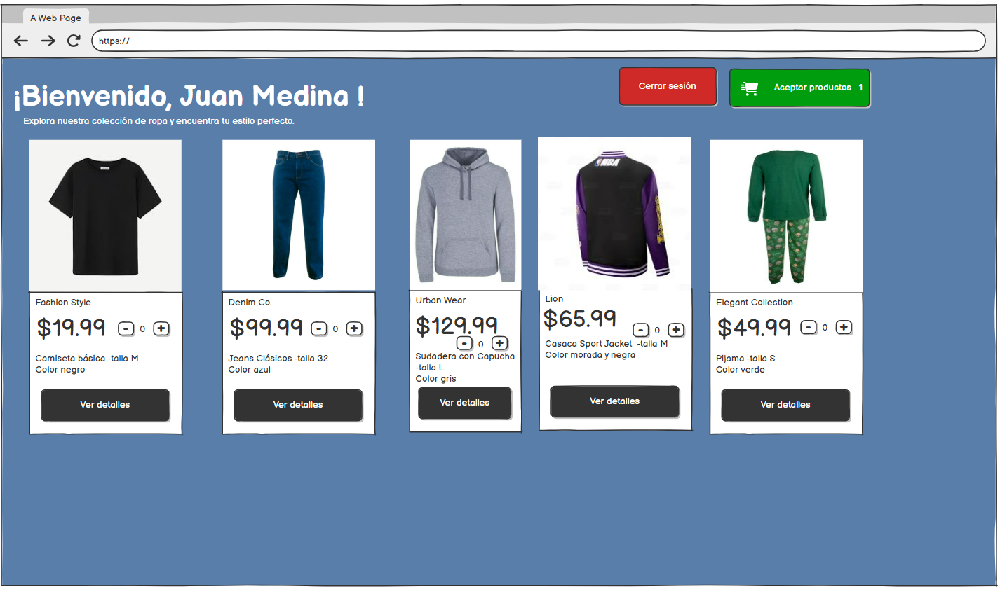 A Web Page
https://
Cerrar sesión
Aceptar productos 1
¡Bienvenido, Juan Medina !
Explora nuestra colección de ropa y encuentra tu estilo perfecto.
NBA
Fashion Style
$19.99 - 0 +
Camiseta básica -talla M
Color negro
Ver detalles
Denim Co.
$99.99 - 0 +
Jeans Clásicos -talla 32
Color azul
Ver detalles
Urban Wear
$129.99
- 0 +
Sudadera con Capucha
-talla L
Color gris
Ver detalles
Lion
$65.99 - 0 +
Casaca Sport Jacket -talla M
Color morada y negra
Ver detalles
Elegant Collection
$49.99 - 0 +
Pijama -talla S
Color verde
Ver detalles